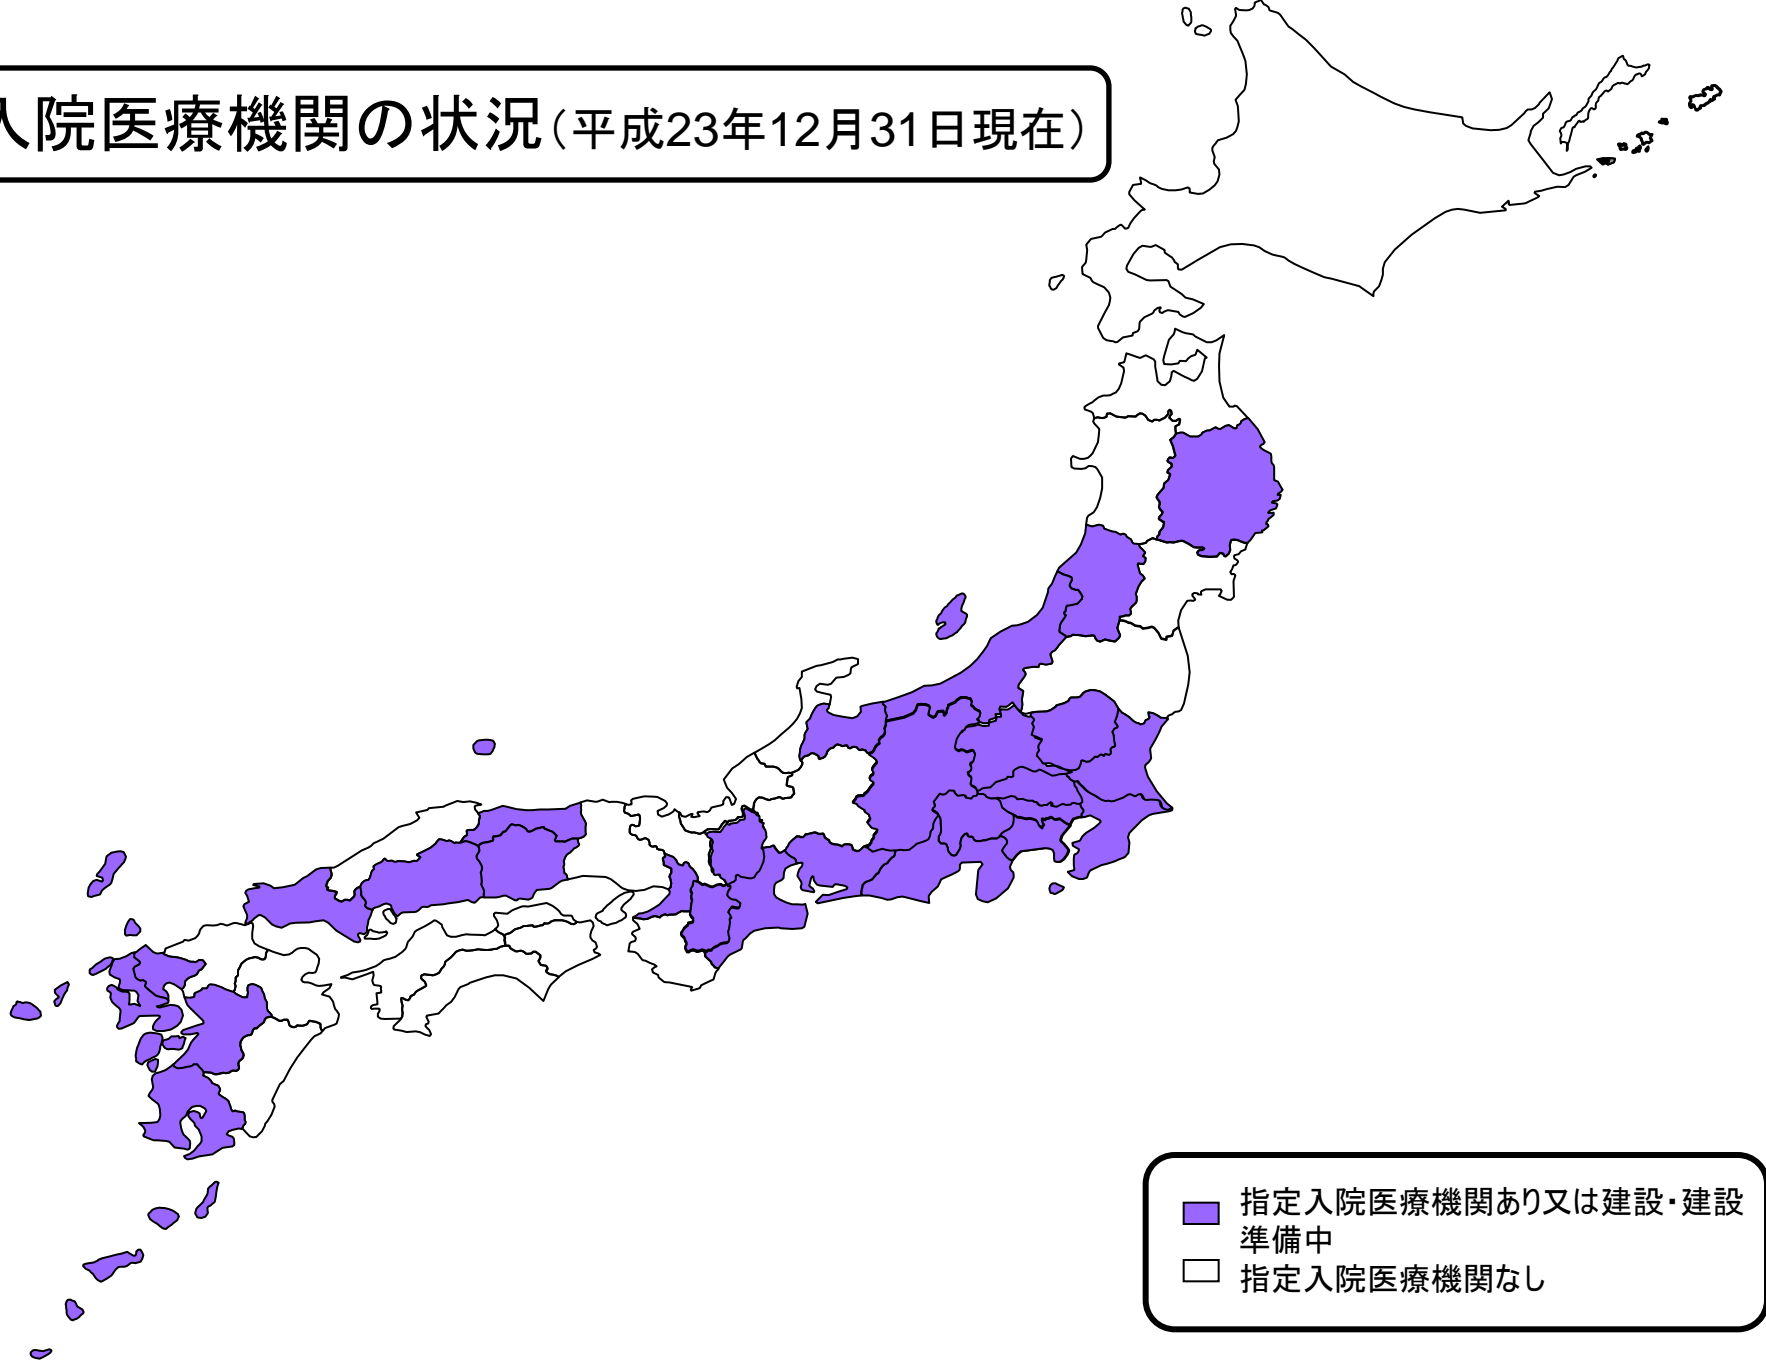 入院医療機関の状況（平成23年12月31日現在）
指定入院医療機関あり又は建設・建設
準備中
指定入院医療機関なし